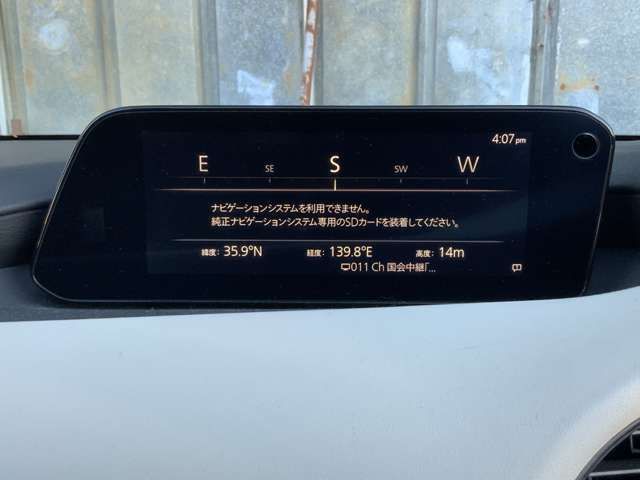 4:07pm
E SE S SW W
ナビゲーションシステムを利用できません。
純正ナビゲーションシステム専用のSDカードを装着してください。
緯度: 35.9°N 経度: 139.8°E 高度: 14m
011 Ch 国会中継「...